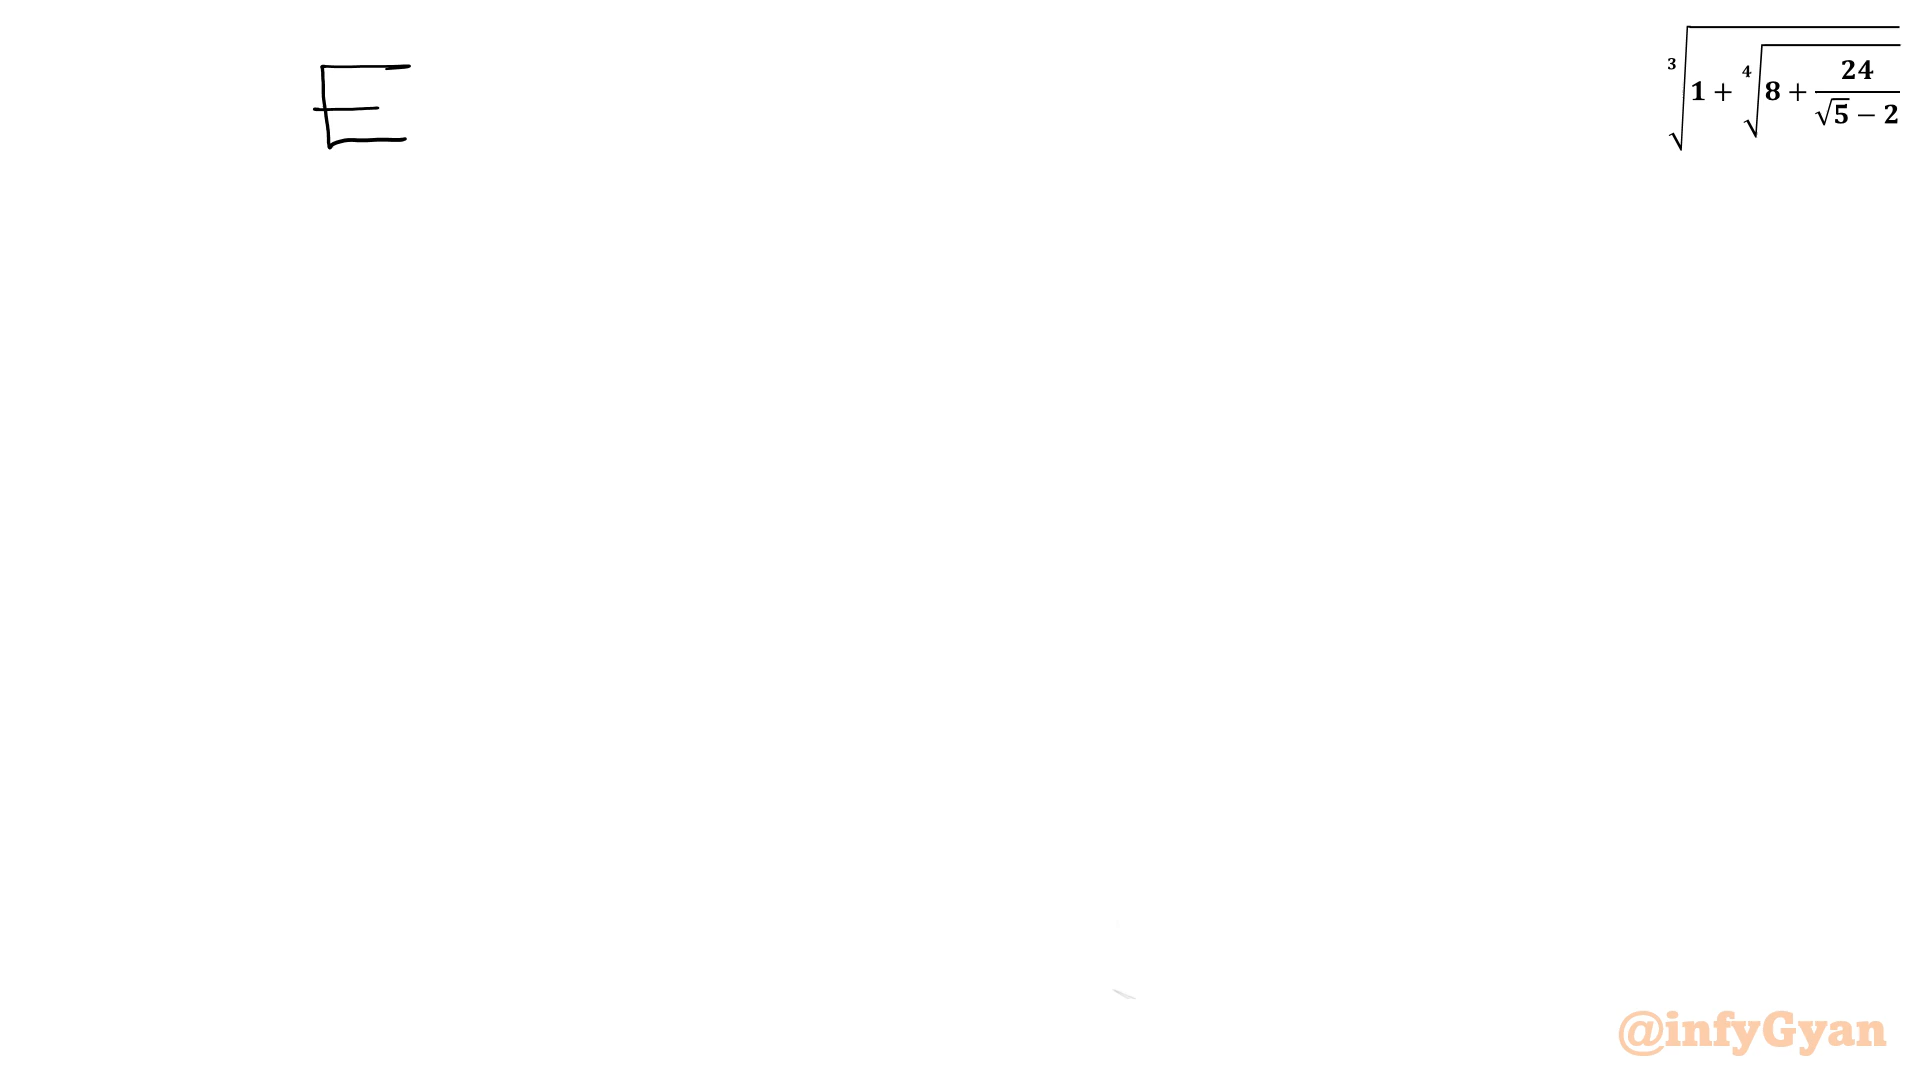 E
∛(1 + ∜(8 + 24/(√5 − 2)))
@infyGyan